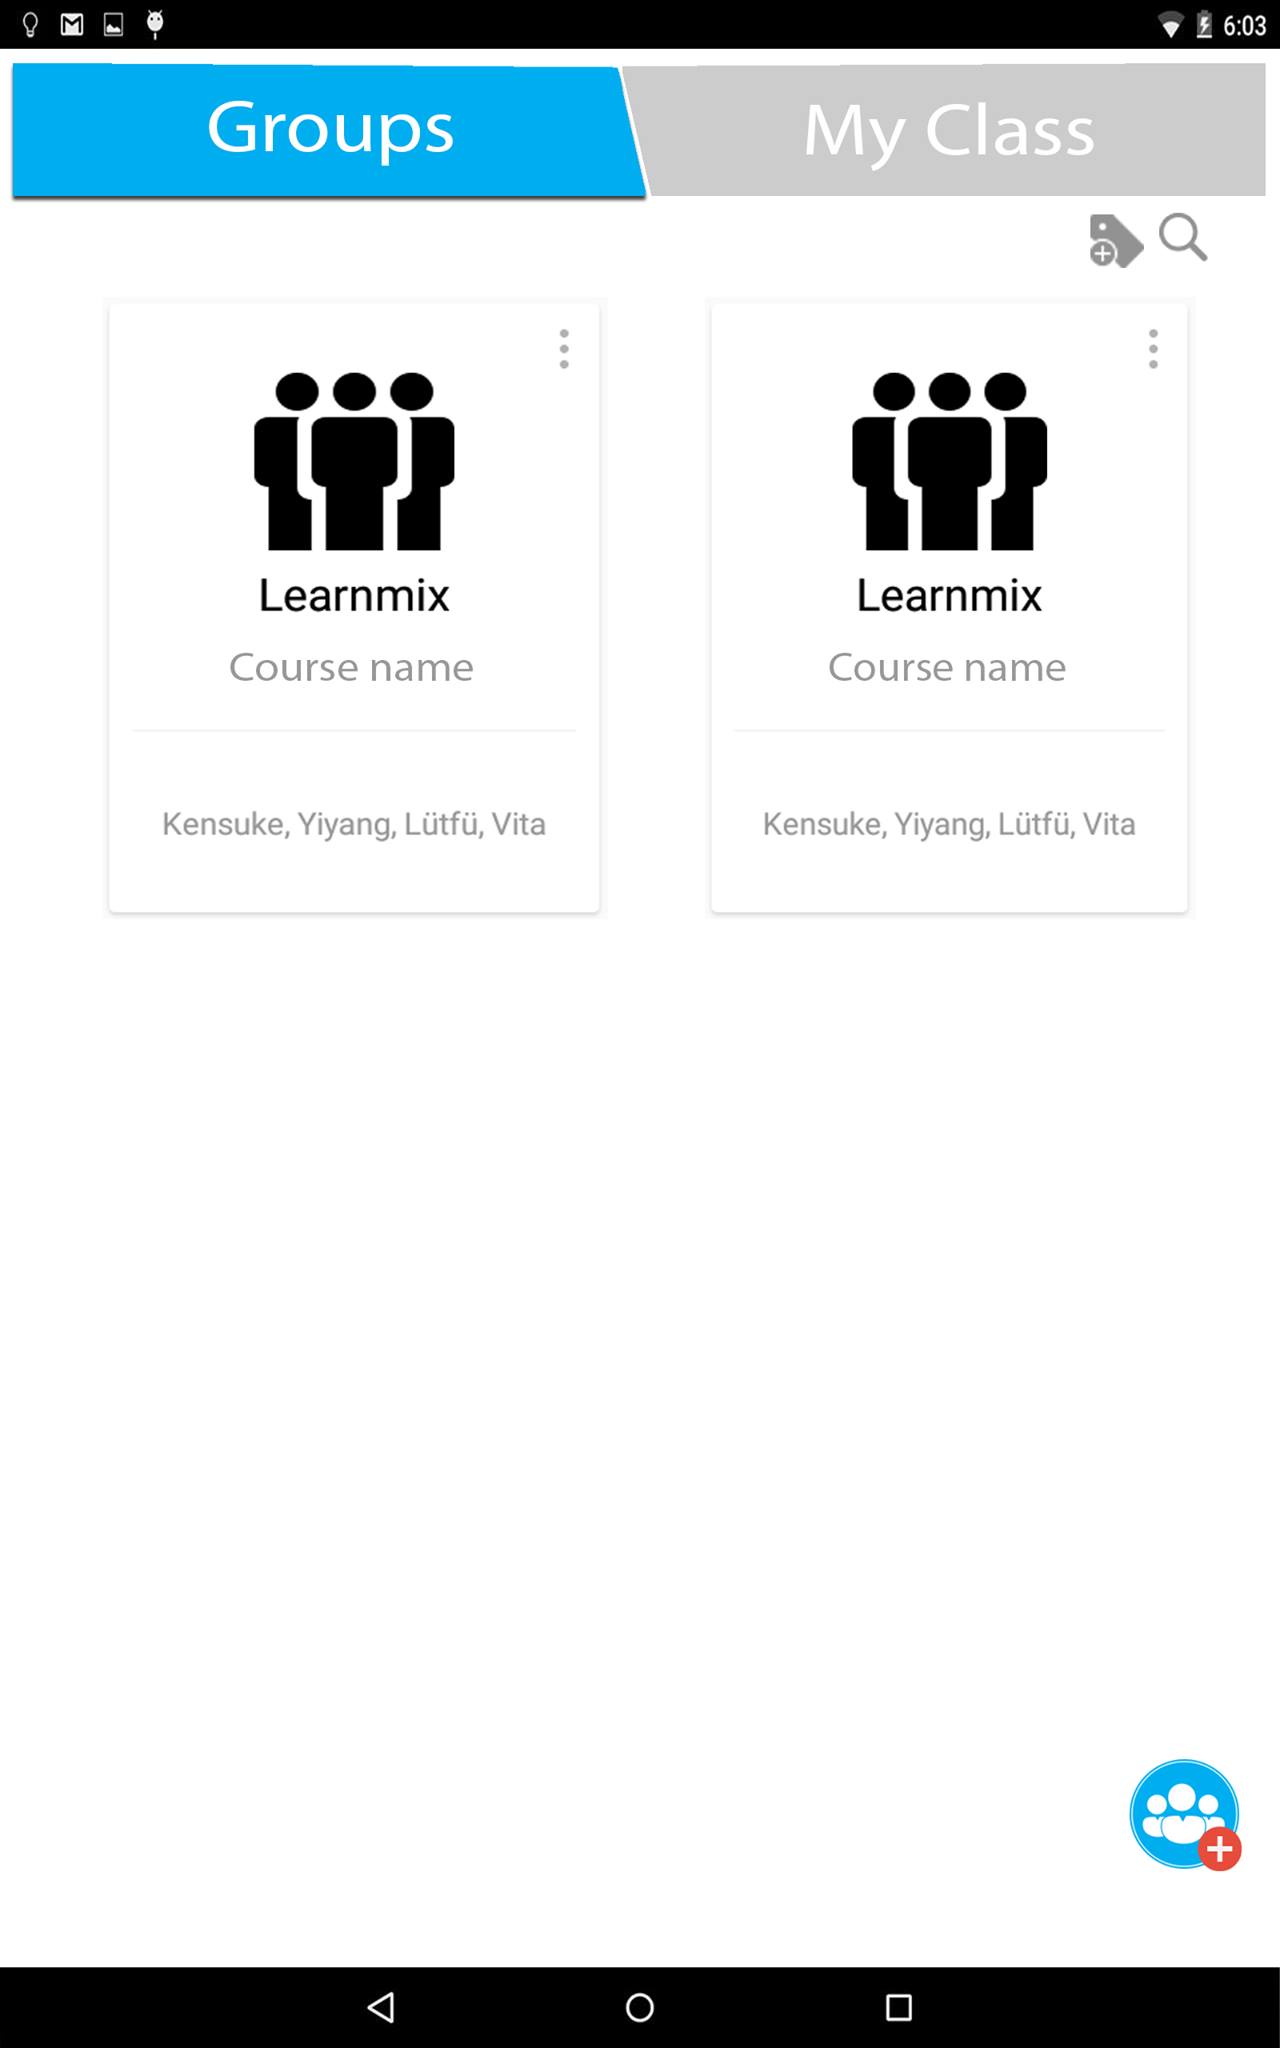 6:03
Groups
My Class
Learnmix
Course name
Kensuke, Yiyang, Lütfü, Vita
Learnmix
Course name
Kensuke, Yiyang, Lütfü, Vita